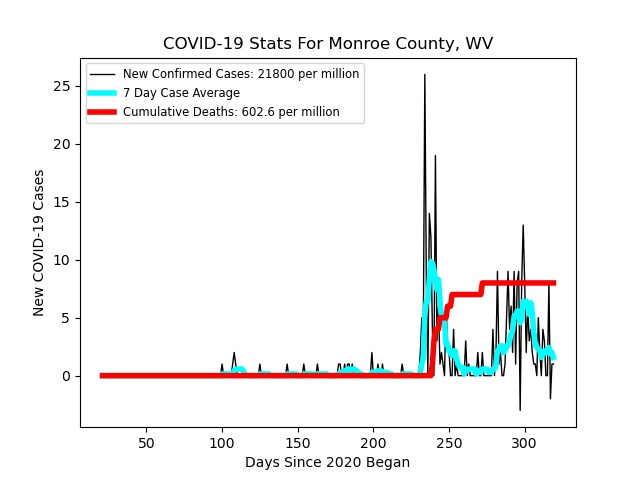 COVID-19 Stats For Monroe County, WV
New Confirmed Cases: 21800 per million
7 Day Case Average
Cumulative Deaths: 602.6 per million
New COVID-19 Cases
25
20
15
10
5
0
50 100 150 200 250 300
Days Since 2020 Began